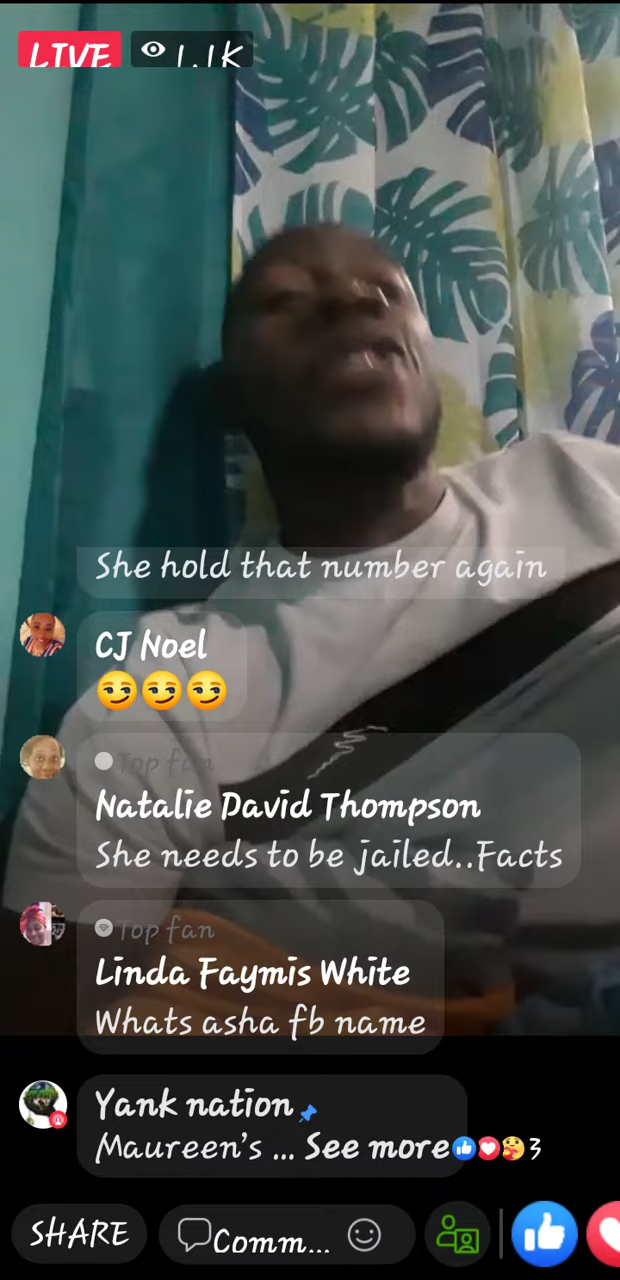 LIVE 1.1K
She hold that number again
CJ Noel
😏😏😏
Top fan
Natalie David Thompson
She needs to be jailed..Facts
Top fan
Linda Faymis White
Whats asha fb name
Yank nation
Maureen’s ... See more 3
SHARE Comm...